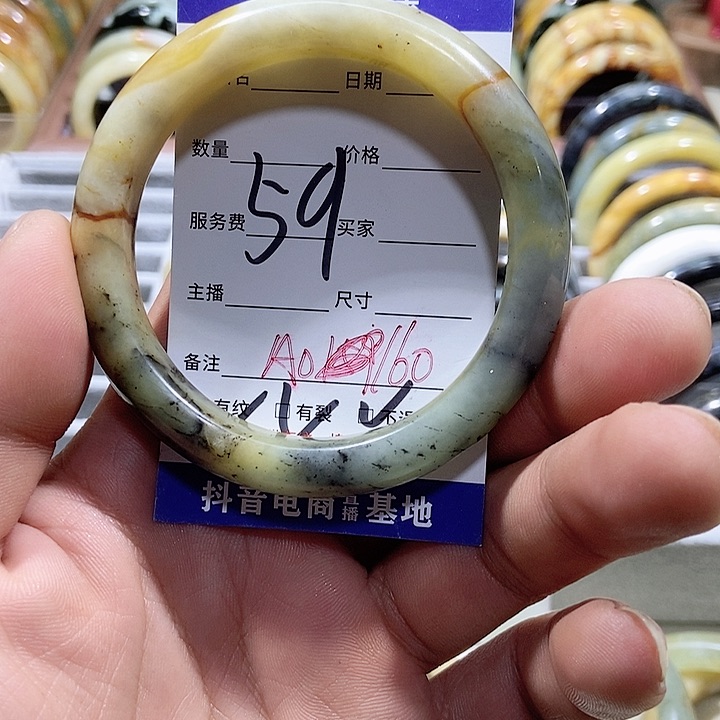 日期
数量 价格
59
服务费 买家
主播 尺寸
备注
有纹 □有裂
抖音电商直播基地